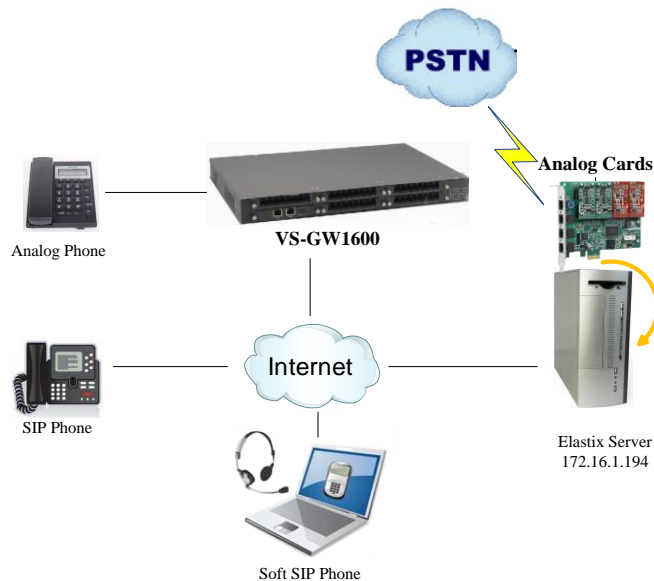 PSTN
Analog Cards
Analog Phone
VS-GW1600
Internet
SIP Phone
Elastix Server
172.16.1.194
Soft SIP Phone